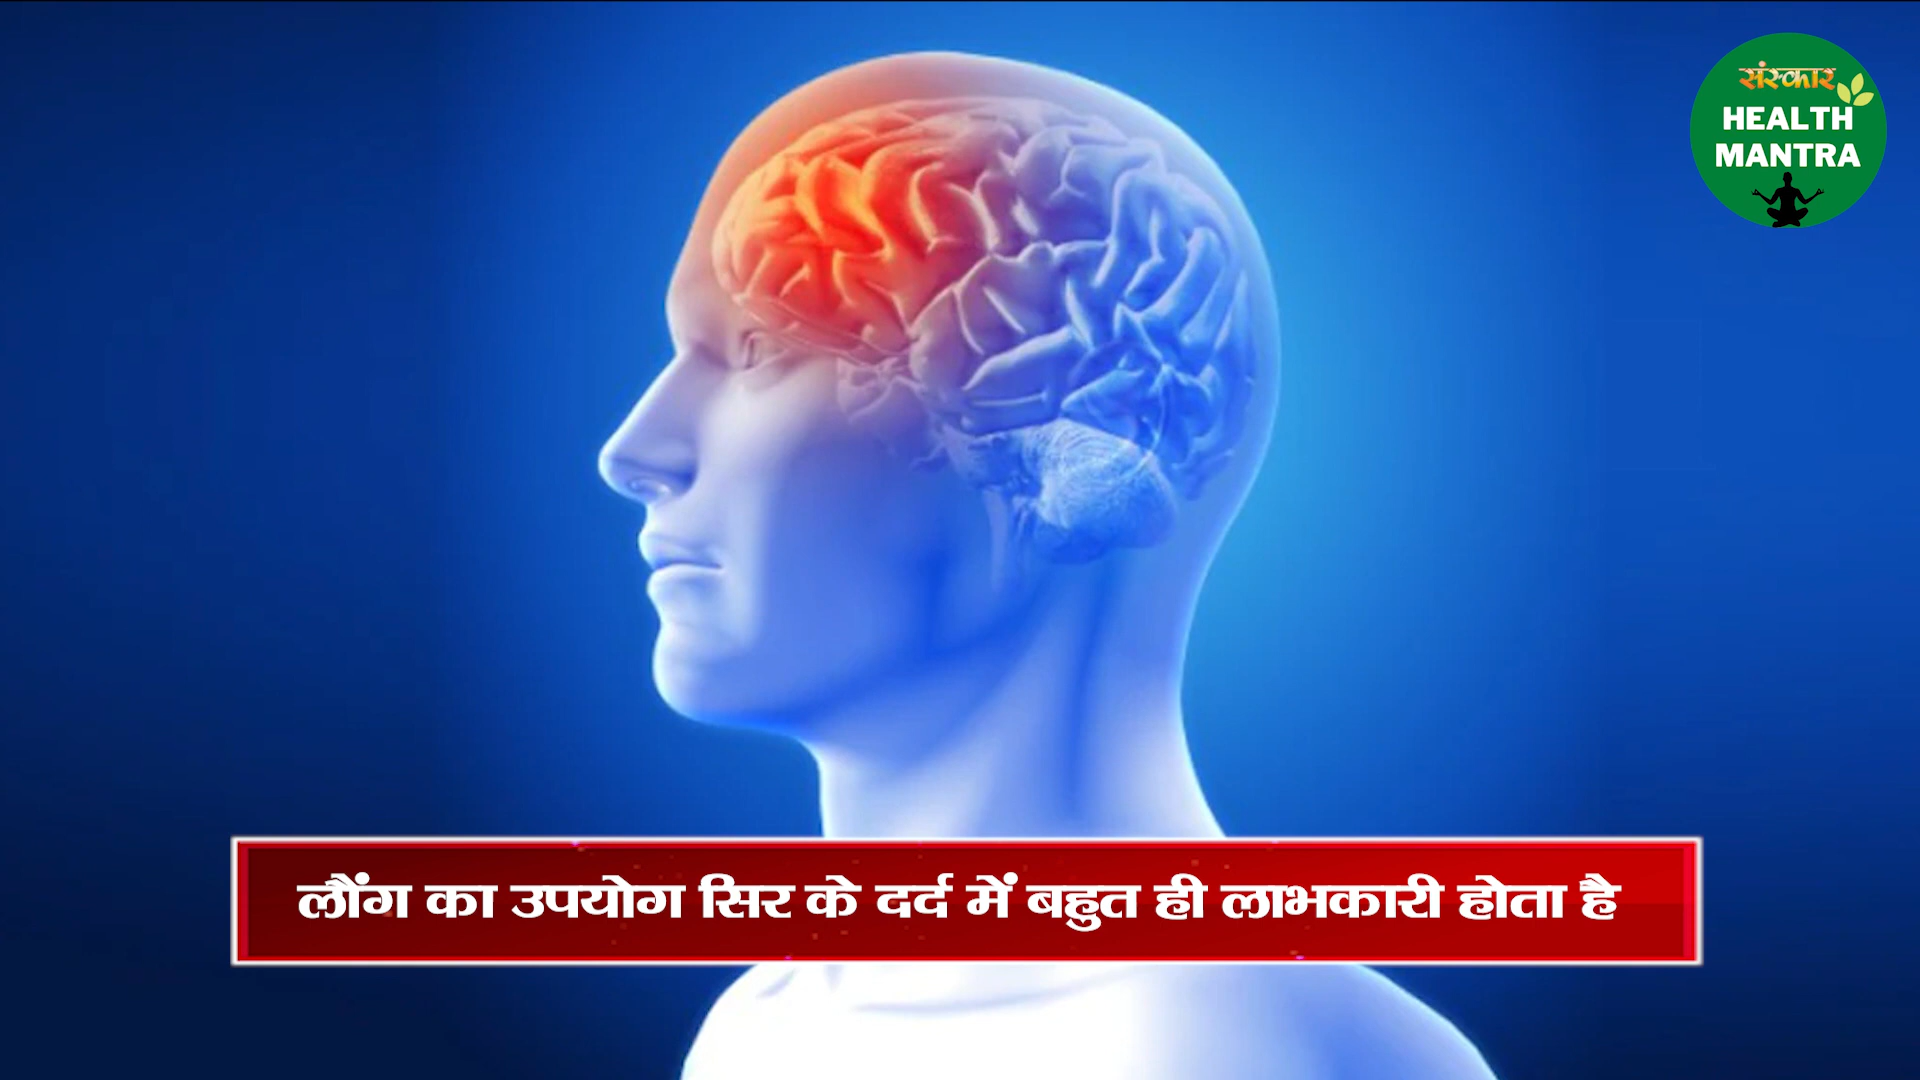 संस्कार
HEALTH
MANTRA
लौंग का उपयोग सिर के दर्द में बहुत ही लाभकारी होता है